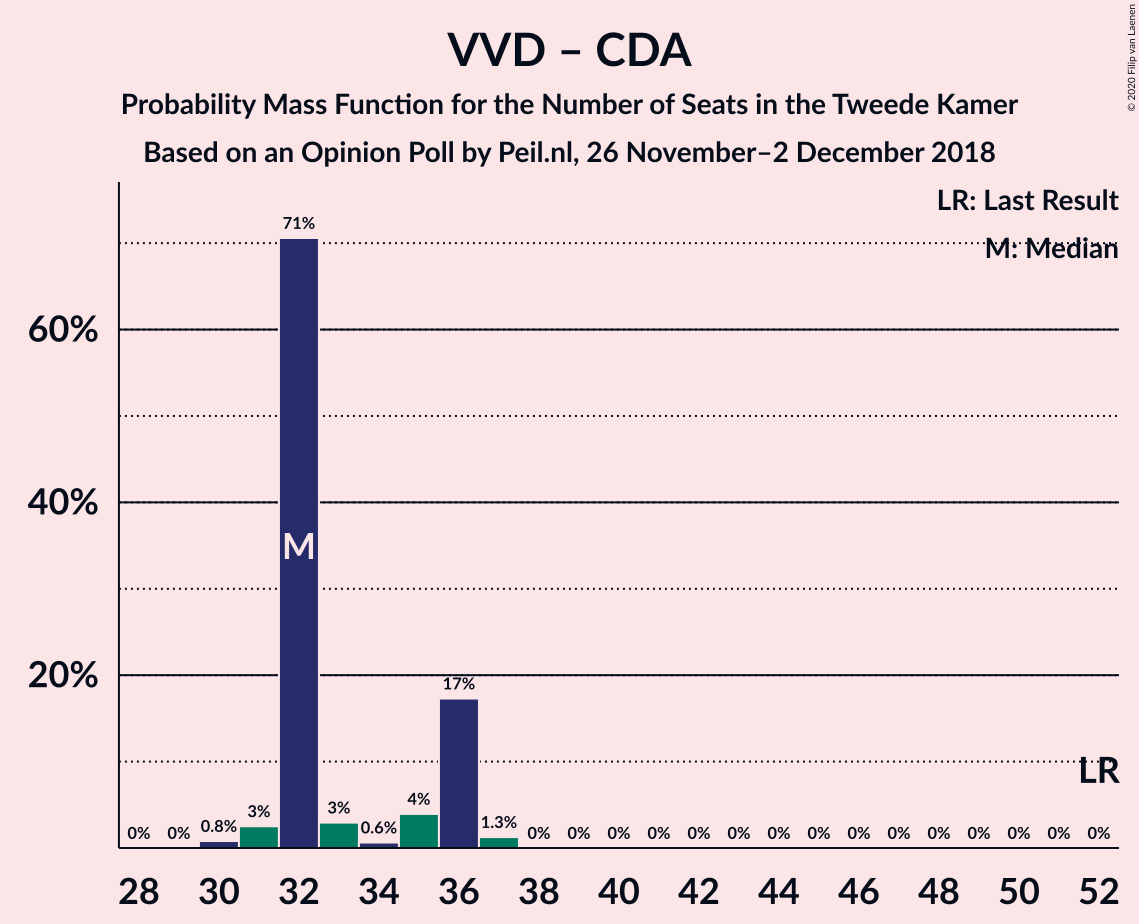 VVD – CDA
Probability Mass Function for the Number of Seats in the Tweede Kamer
Based on an Opinion Poll by Peil.nl, 26 November–2 December 2018
© 2020 Filip van Laenen
LR: Last Result
M: Median
60%
40%
20%
0% 0% 0.8% 3% 71% 3% 0.6% 4% 17% 1.3% 0% 0% 0% 0% 0% 0% 0% 0% 0% 0% 0% 0% 0% 0% 0%
M
LR
28 30 32 34 36 38 40 42 44 46 48 50 52